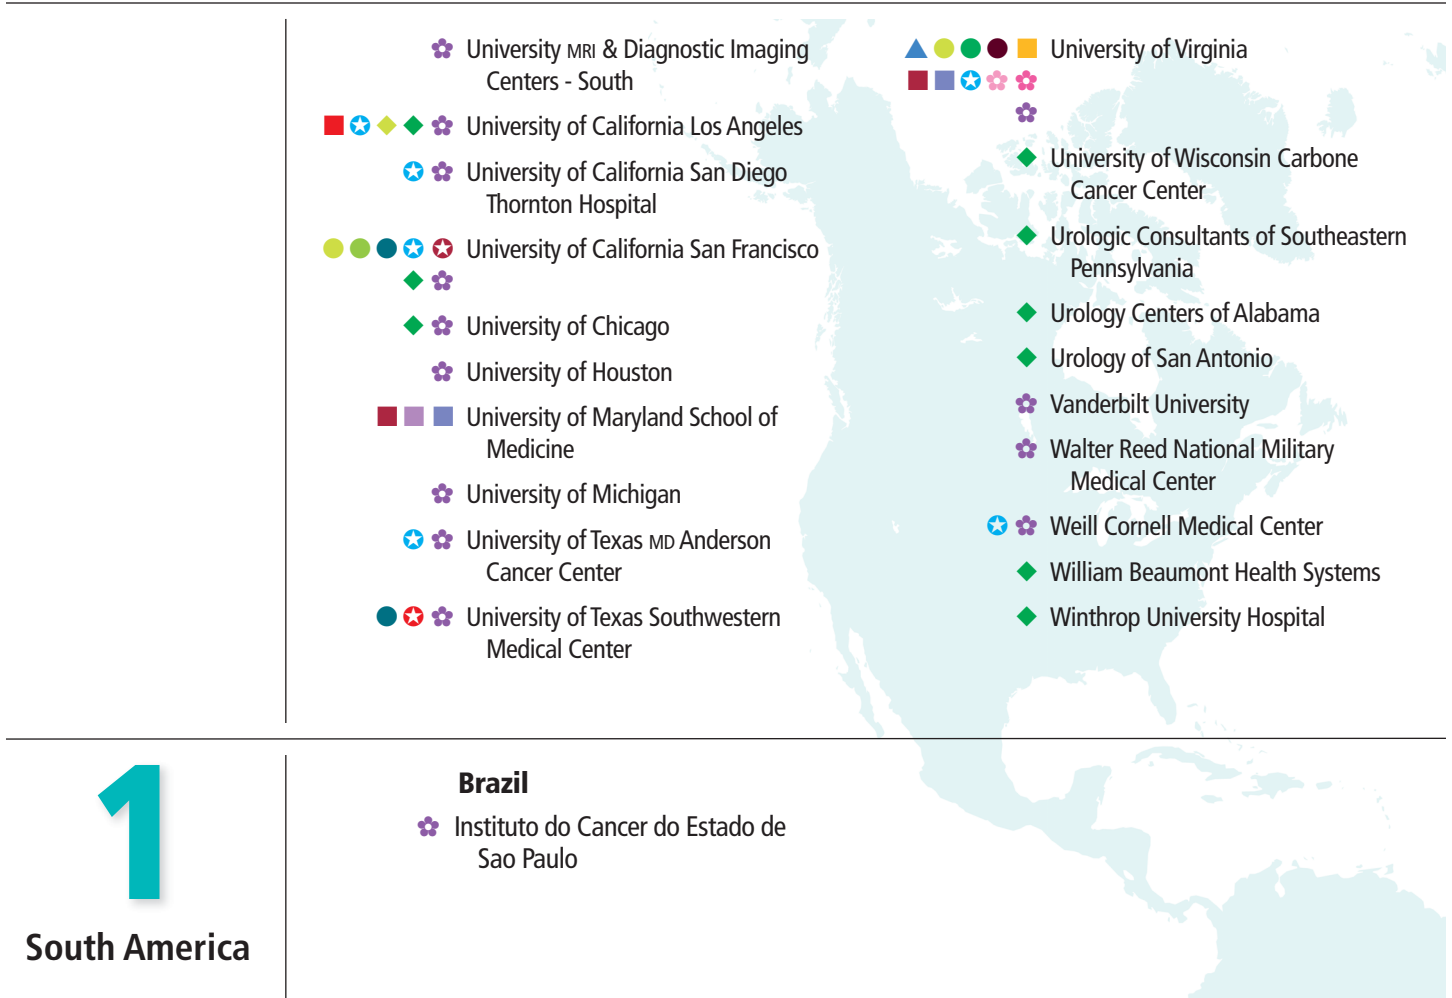 University MRI & Diagnostic Imaging
Centers - South
University of California Los Angeles
University of California San Diego
Thornton Hospital
University of California San Francisco
University of Chicago
University of Houston
University of Maryland School of
Medicine
University of Michigan
University of Texas MD Anderson
Cancer Center
University of Texas Southwestern
Medical Center
University of Virginia
University of Wisconsin Carbone
Cancer Center
Urologic Consultants of Southeastern
Pennsylvania
Urology Centers of Alabama
Urology of San Antonio
Vanderbilt University
Walter Reed National Military
Medical Center
Weill Cornell Medical Center
William Beaumont Health Systems
Winthrop University Hospital
1
South America
Brazil
Instituto do Cancer do Estado de
Sao Paulo